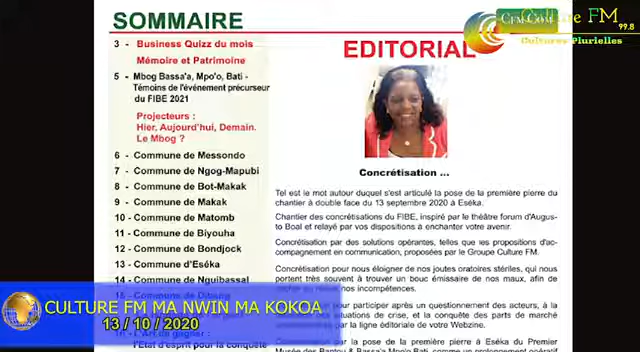 SOMMAIRE
3 - Business Quizz du mois
Mémoire et Patrimoine
5 - Mbog Bassa'a, Mpo'o, Bati -
Témoins de l'événement précurseur
du FIBE 2021
Projecteurs :
Hier, Aujourd'hui, Demain.
Le Mbog ?
6 - Commune de Messondo
7 - Commune de Ngog-Mapubi
8 - Commune de Bot-Makak
9 - Commune de Makak
10 - Commune de Matomb
11 - Commune de Biyouha
12 - Commune de Bondjock
13 - Commune d'Eséka
14 - Commune de Nguibassal
Culture FM
99.8
Cultures Plurielles
EDITORIAL
Concrétisation ...
Tel est le mot autour duquel s'est articulé la pose de la première pierre du
chantier à double face du 13 septembre 2020 à Eséka.
Chantier des concrétisations du FIBE, inspiré par le théâtre forum d'Augus-
to Boal et relayé par vos dispositions à enchanter votre avenir.
Concrétisation par des solutions opérantes, telles que les propositions d'ac-
compagnement en communication, proposées par le Groupe Culture FM.
Concrétisation pour nous éloigner de nos joutes oratoires stériles, qui nous
portent très souvent à trouver un bouc émissaire de nos maux, afin de
nos incompétences.
pour participer après un questionnement des acteurs, à la
des situations de crise, et la conquête des parts de marché
par la ligne éditoriale de votre Webzine.
par la pose de la première pierre à Eséka du Premier
CULTURE FM MA NWIN MA KOKOA
13 / 10 / 2020
l'Etat d'esprit pour la conquête